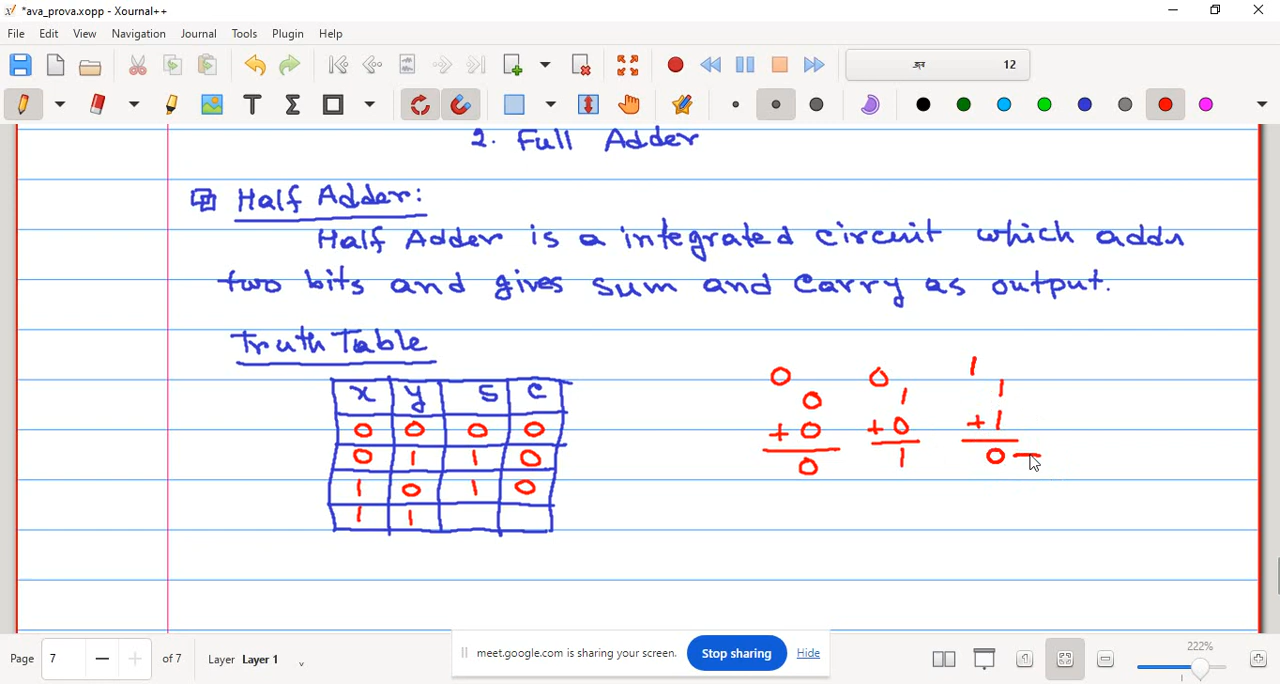 *ava_prova.xopp - Xournal++
File Edit View Navigation Journal Tools Plugin Help
12
2. Full Adder
Half Adder:
Half Adder is a integrated circuit which adds
two bits and gives sum and carry as output.
Truth Table
x y S C
0 0 0 0
0 1 1 0
1 0 1 0
1 1
0 0 1
0 1 1
+0 +0 +1
0 1 0 —
meet.google.com is sharing your screen. Stop sharing Hide
Page 7 of 7 Layer Layer 1 222%